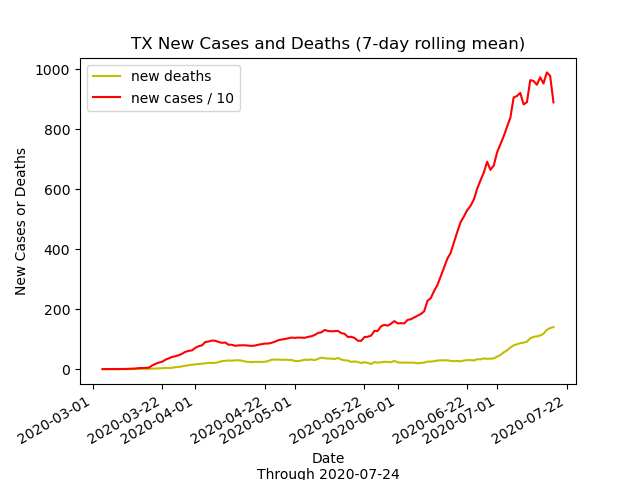 TX New Cases and Deaths (7-day rolling mean)
new deaths
new cases / 10
New Cases or Deaths
1000
800
600
400
200
0
2020-03-01
2020-03-22
2020-04-01
2020-04-22
2020-05-01
2020-05-22
2020-06-01
2020-06-22
2020-07-01
2020-07-22
Date
Through 2020-07-24